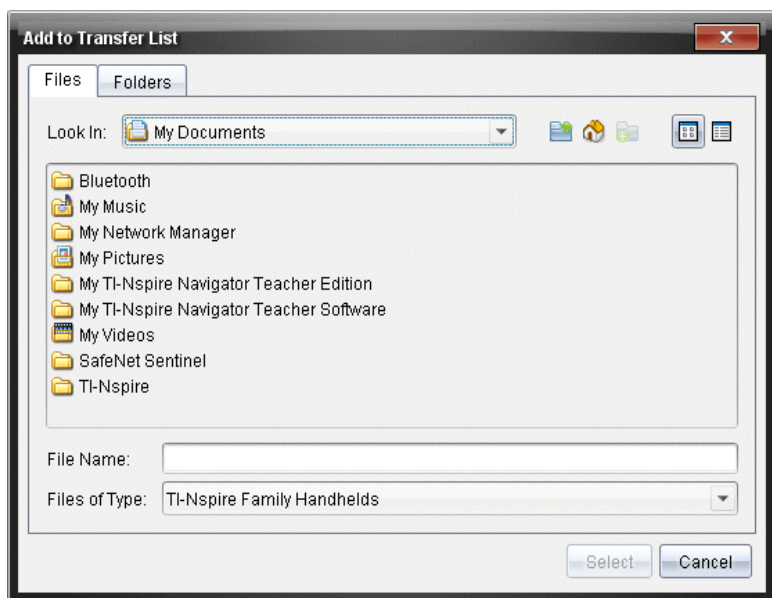 Add to Transfer List
Files Folders
Look In: My Documents
Bluetooth
My Music
My Network Manager
My Pictures
My TI-Nspire Navigator Teacher Edition
My TI-Nspire Navigator Teacher Software
My Videos
SafeNet Sentinel
TI-Nspire
File Name:
Files of Type: TI-Nspire Family Handhelds
Select Cancel